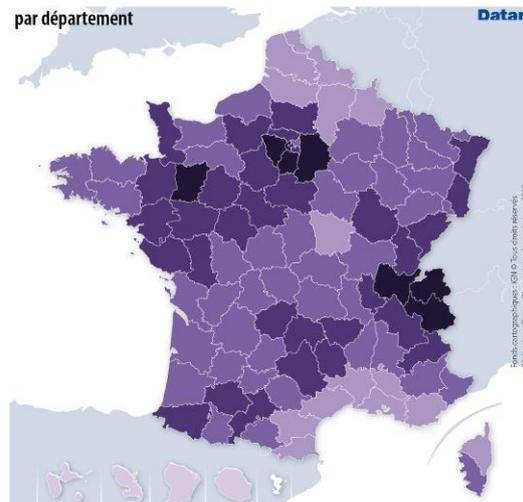 par département
Datar
Fonds cartographiques : IGN © Tous droits réservés